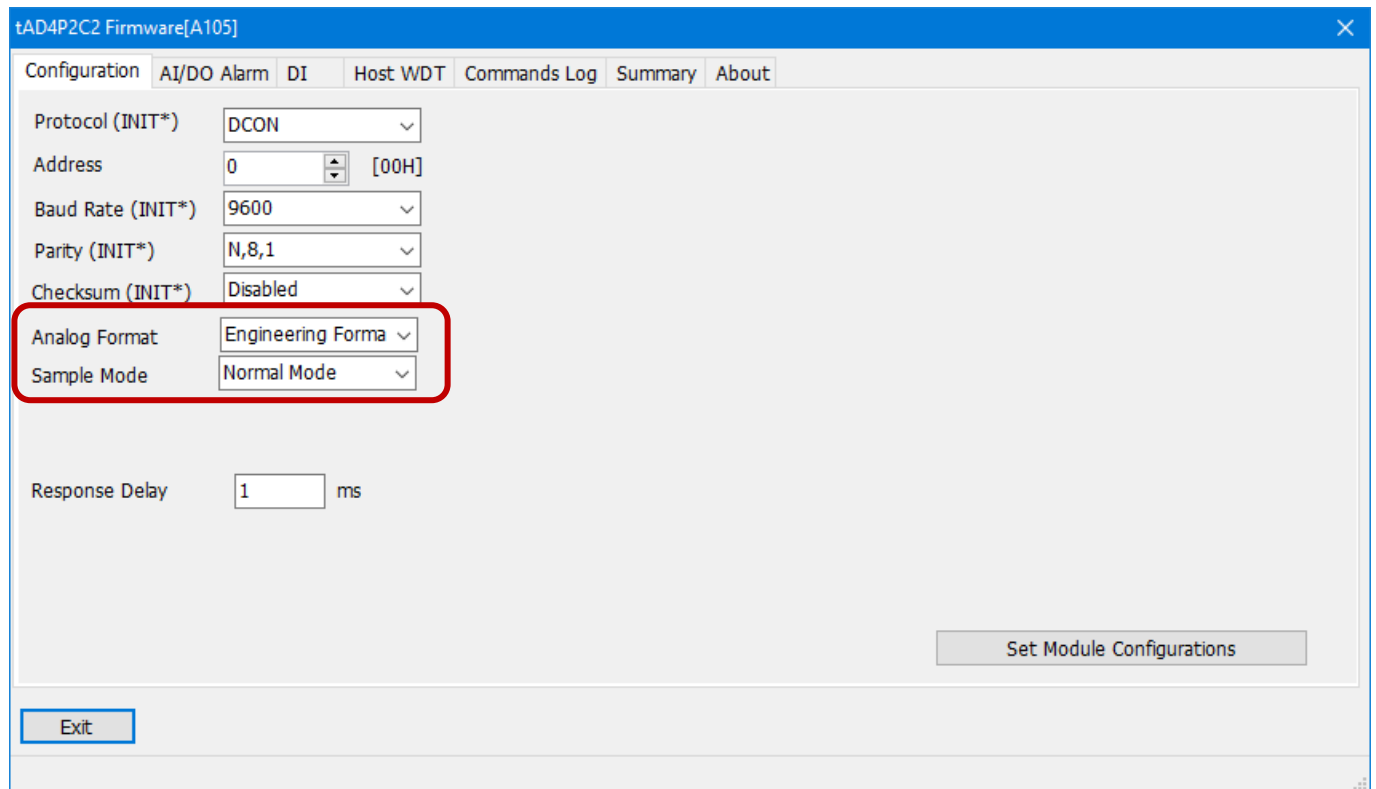 tAD4P2C2 Firmware[A105]
Configuration AI/DO Alarm DI Host WDT Commands Log Summary About
Protocol (INIT*) DCON
Address 0 [00H]
Baud Rate (INIT*) 9600
Parity (INIT*) N,8,1
Checksum (INIT*) Disabled
Analog Format Engineering Forma
Sample Mode Normal Mode
Response Delay 1 ms
Set Module Configurations
Exit